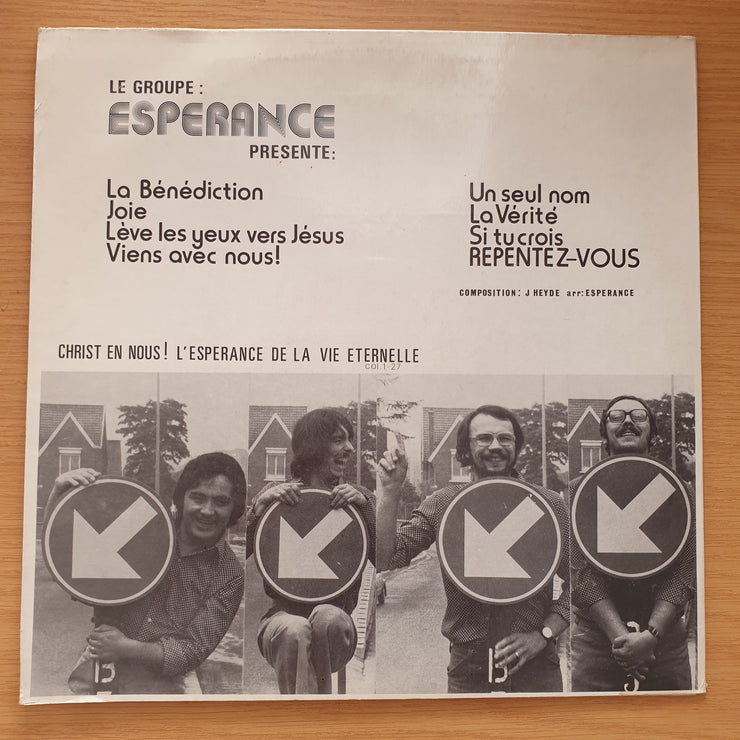 LE GROUPE :
ESPERANCE
PRESENTE:
La Bénédiction
Joie
Lève les yeux vers Jésus
Viens avec nous!
Un seul nom
La Vérité
Si tu crois
REPENTEZ-VOUS
COMPOSITION: J HEYDE arr: ESPERANCE
CHRIST EN NOUS! L'ESPERANCE DE LA VIE ETERNELLE
COl.1-27